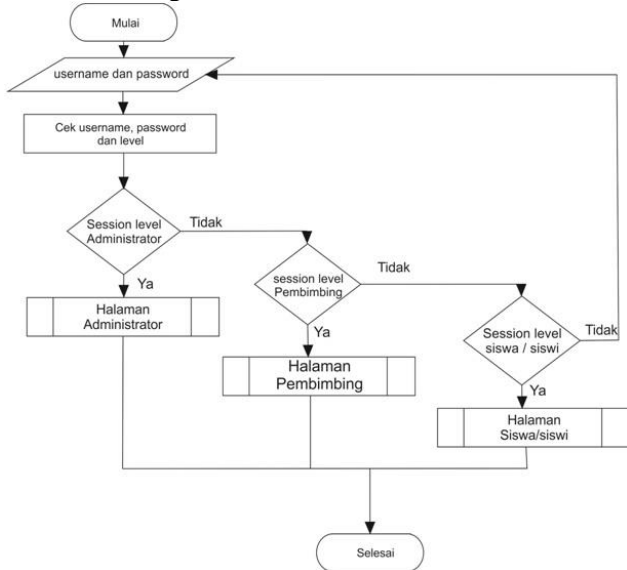 Mulai
username dan password
Cek username, password
dan level
Session level
Administrator
Tidak
Ya
Halaman
Administrator
session level
Pembimbing
Tidak
Ya
Halaman
Pembimbing
Session level
siswa / siswi
Tidak
Ya
Halaman
Siswa/siswi
Selesai